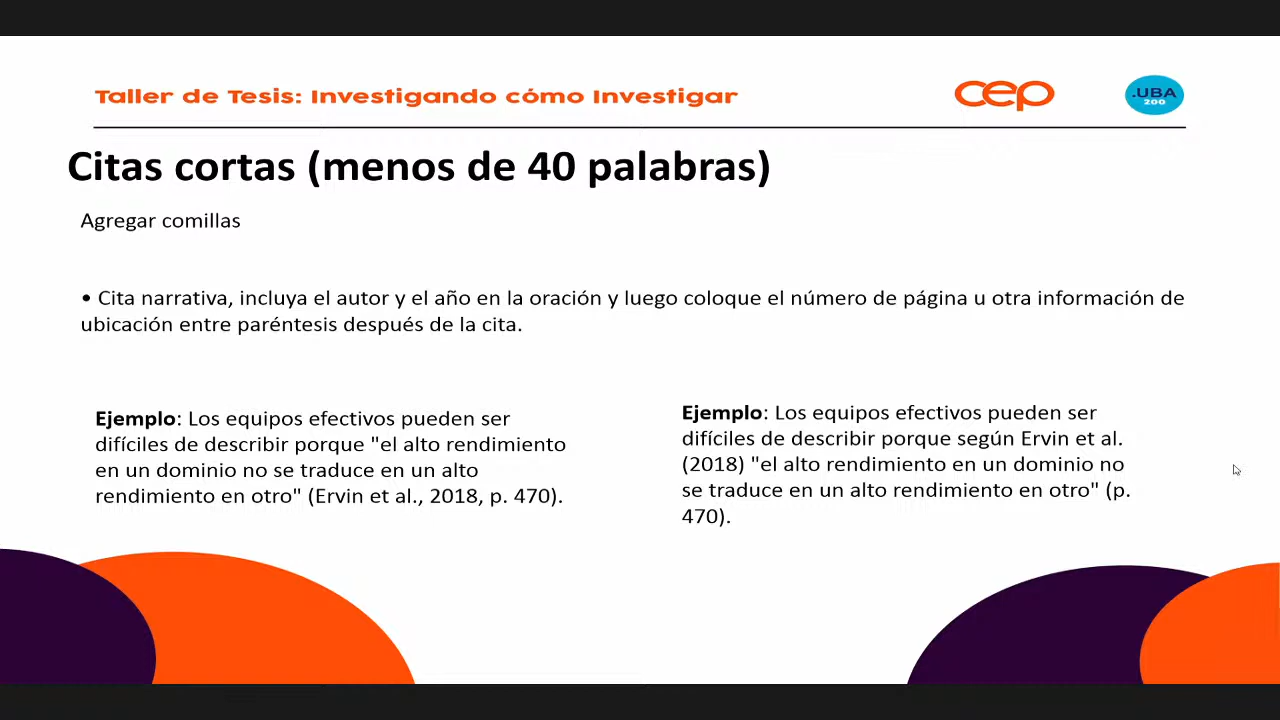 Taller de Tesis: Investigando cómo Investigar
cep
.UBA
200
Citas cortas (menos de 40 palabras)
Agregar comillas
• Cita narrativa, incluya el autor y el año en la oración y luego coloque el número de página u otra información de
ubicación entre paréntesis después de la cita.
Ejemplo: Los equipos efectivos pueden ser
difíciles de describir porque "el alto rendimiento
en un dominio no se traduce en un alto
rendimiento en otro" (Ervin et al., 2018, p. 470).
Ejemplo: Los equipos efectivos pueden ser
difíciles de describir porque según Ervin et al.
(2018) "el alto rendimiento en un dominio no
se traduce en un alto rendimiento en otro" (p.
470).